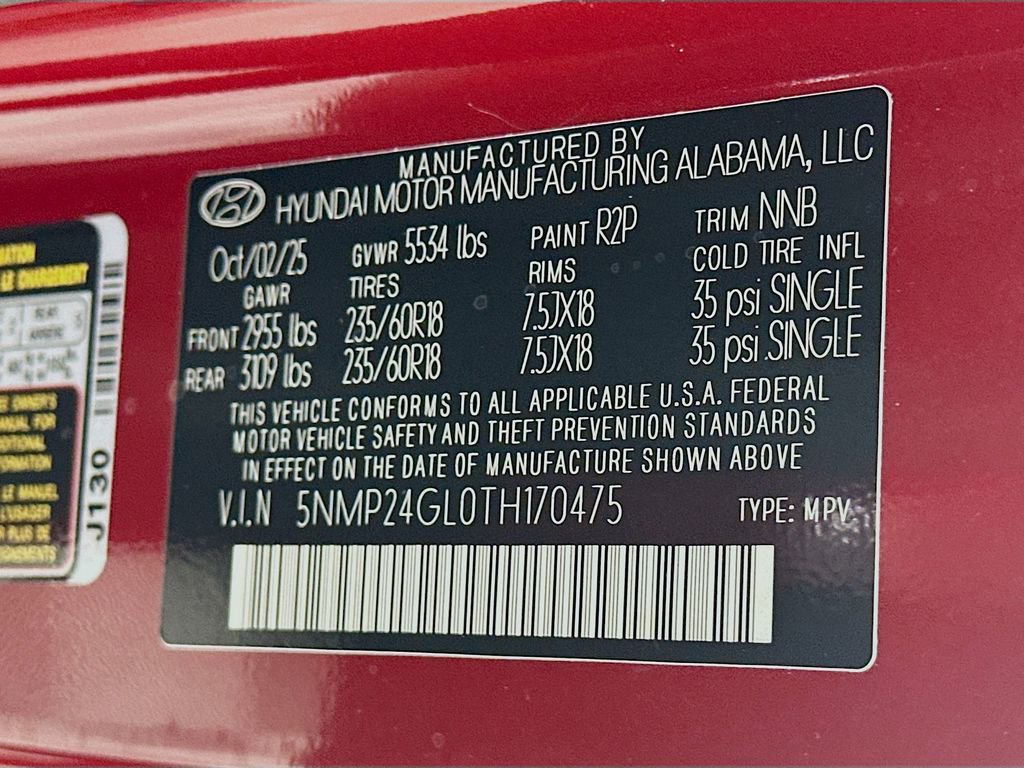 MANUFACTURED BY
HYUNDAI MOTOR MANUFACTURING ALABAMA, LLC
Oct/02/25 GVWR 5534 lbs PAINT R2P TRIM NNB
GAWR TIRES RIMS COLD TIRE INFL
FRONT 2955 lbs 235/60R18 7.5JX18 35 psi SINGLE
REAR 3109 lbs 235/60R18 7.5JX18 35 psi SINGLE
THIS VEHICLE CONFORMS TO ALL APPLICABLE U.S.A. FEDERAL
MOTOR VEHICLE SAFETY AND THEFT PREVENTION STANDARDS
IN EFFECT ON THE DATE OF MANUFACTURE SHOWN ABOVE
V.I.N 5NMP24GL0TH170475 TYPE: MPV
J130
LE MANUEL